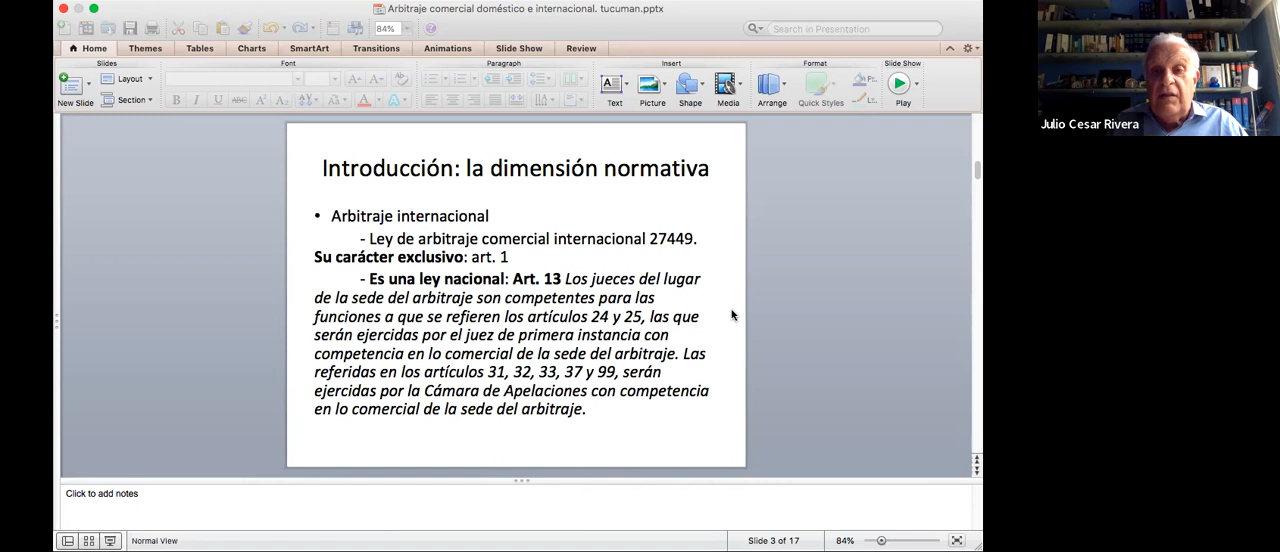 Arbitraje comercial doméstico e internacional. tucuman.pptx
84%
Search in Presentation
Home Themes Tables Charts SmartArt Transitions Animations Slide Show Review
Slides Font Paragraph Insert Format Slide Show
Layout
Section
New Slide
B I U ABC A² A₂
Text Picture Shape Media Arrange Quick Styles Play
Julio Cesar Rivera
Introducción: la dimensión normativa
• Arbitraje internacional
- Ley de arbitraje comercial internacional 27449.
Su carácter exclusivo: art. 1
- Es una ley nacional: Art. 13 Los jueces del lugar
de la sede del arbitraje son competentes para las
funciones a que se refieren los artículos 24 y 25, las que
serán ejercidas por el juez de primera instancia con
competencia en lo comercial de la sede del arbitraje. Las
referidas en los artículos 31, 32, 33, 37 y 99, serán
ejercidas por la Cámara de Apelaciones con competencia
en lo comercial de la sede del arbitraje.
Click to add notes
Normal View
Slide 3 of 17
84%